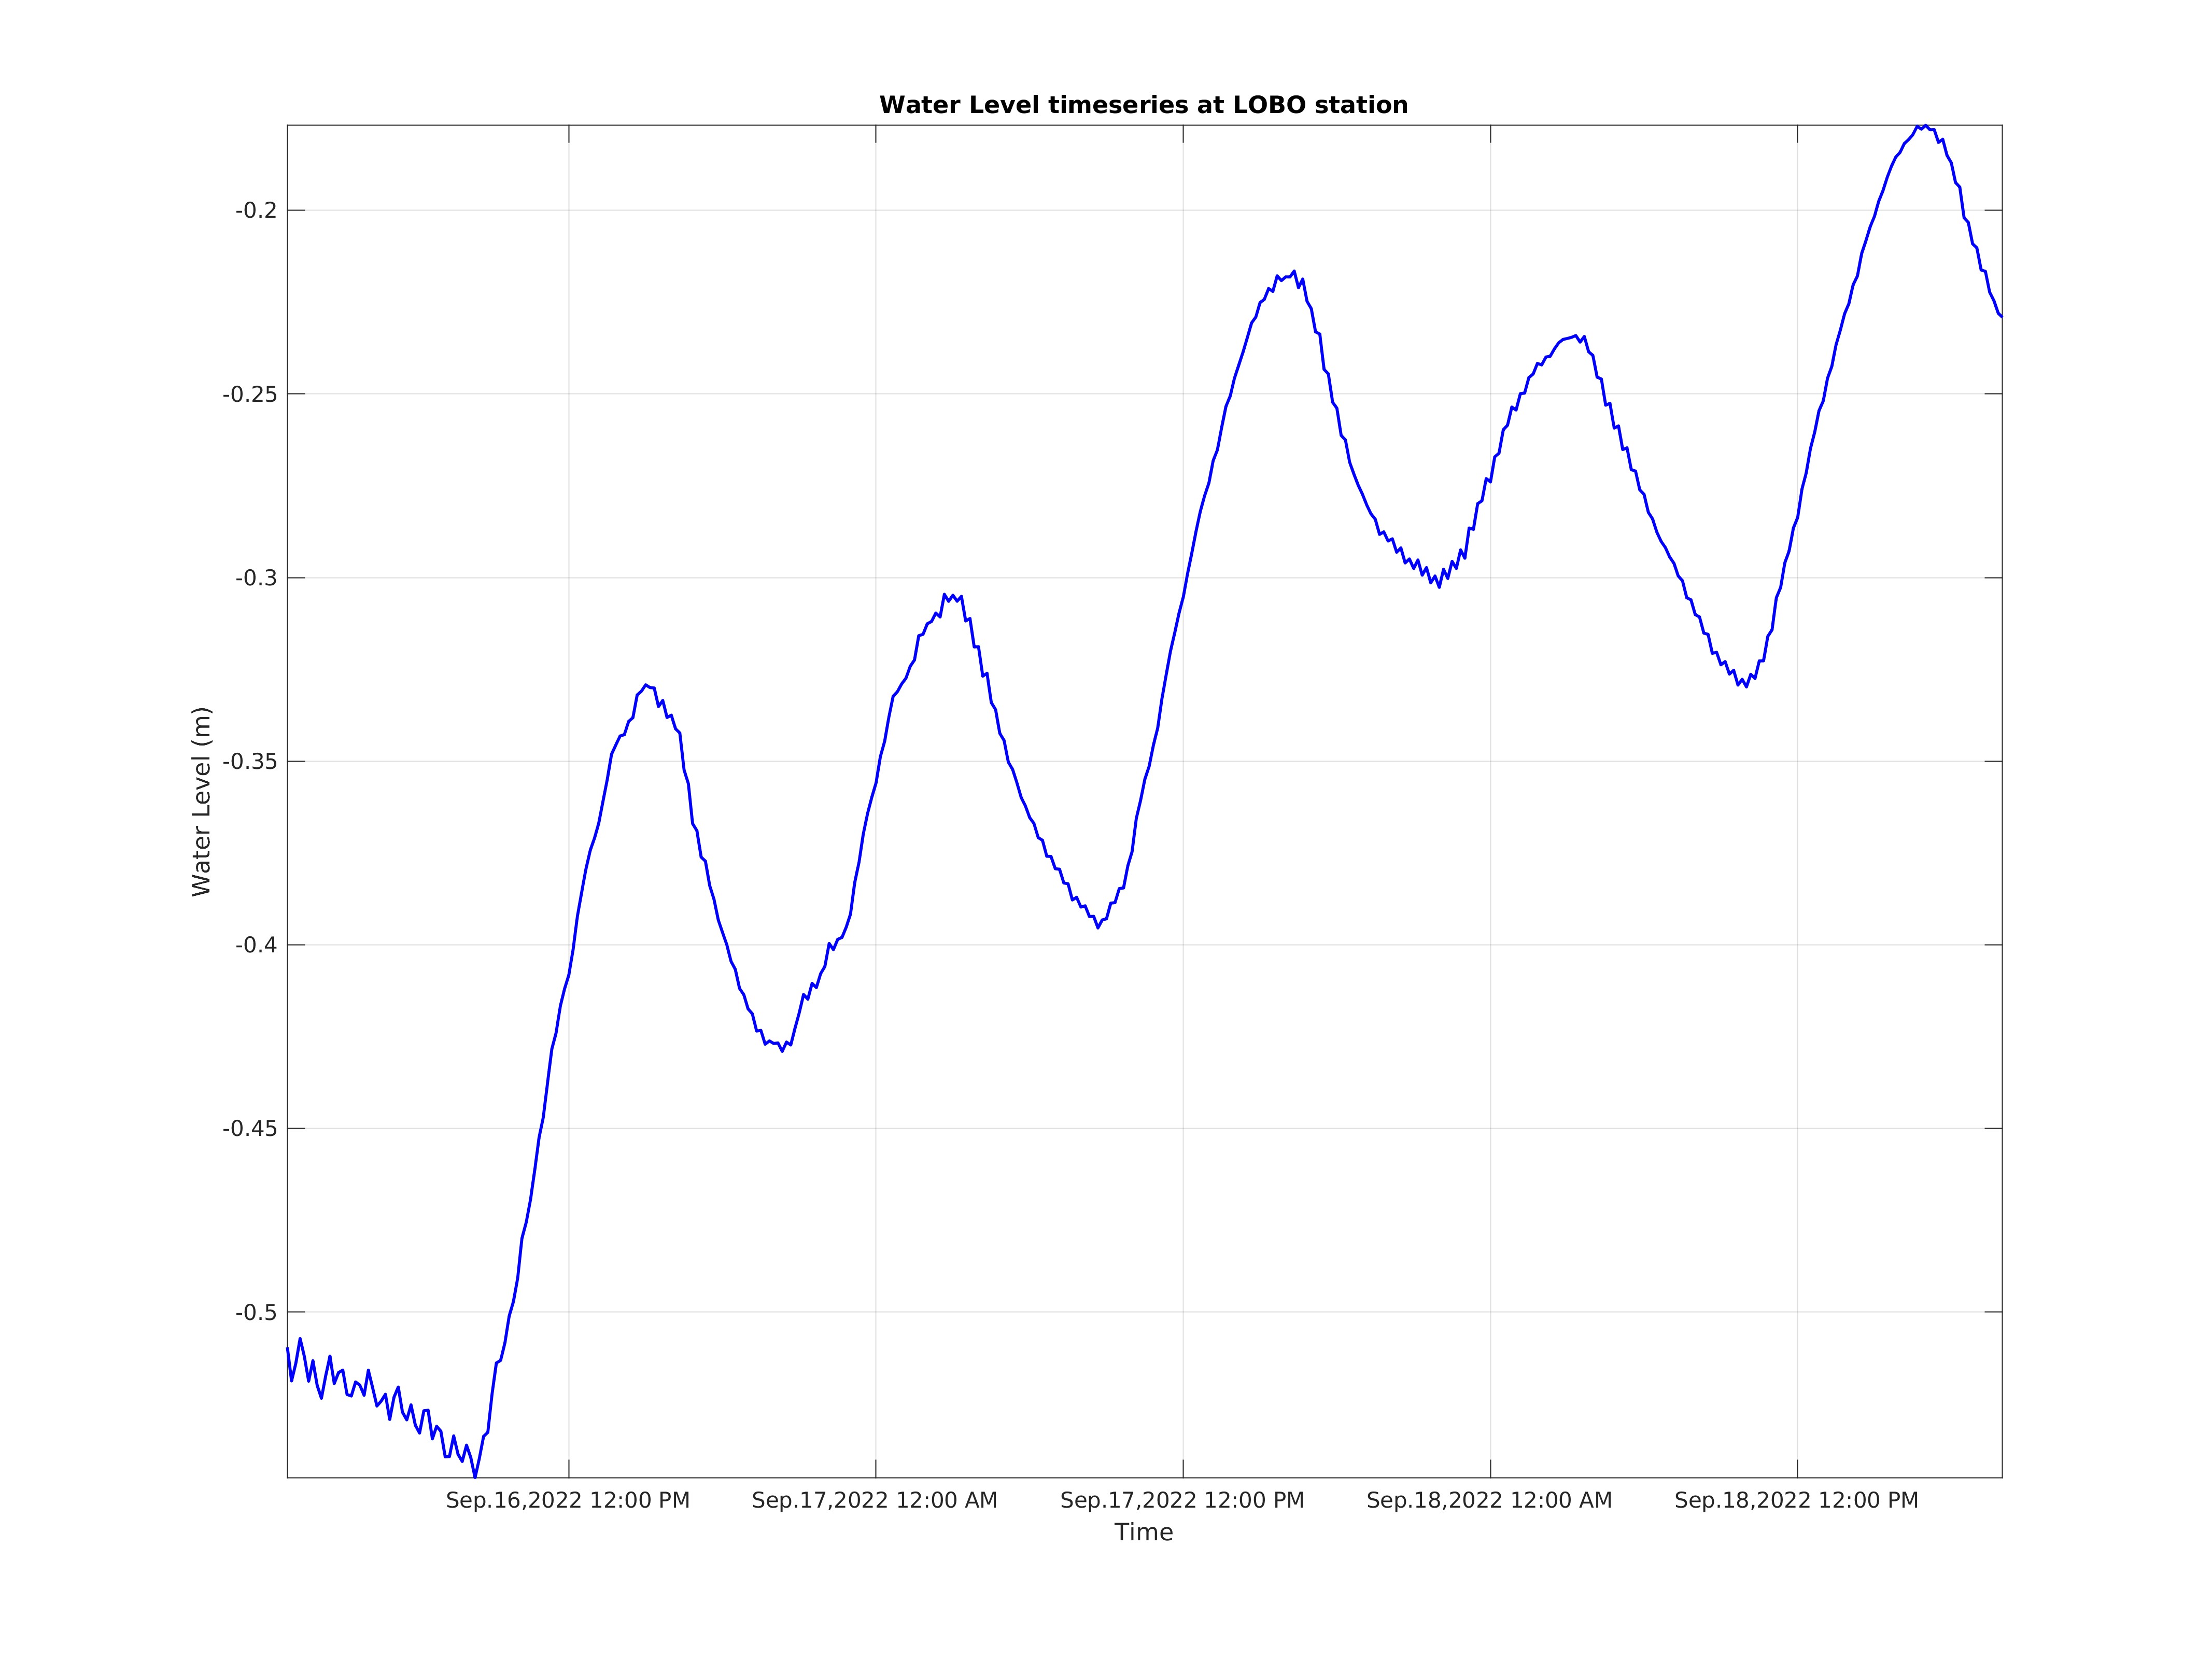 Water Level timeseries at LOBO station
-0.2
-0.25
-0.3
-0.35
-0.4
-0.45
-0.5
Water Level (m)
Sep.16,2022 12:00 PM
Sep.17,2022 12:00 AM
Sep.17,2022 12:00 PM
Sep.18,2022 12:00 AM
Sep.18,2022 12:00 PM
Time